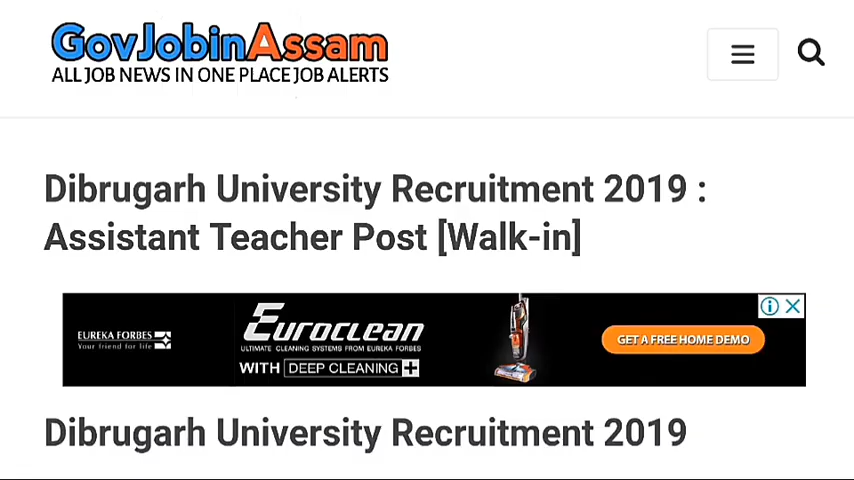 GovJobinAssam
ALL JOB NEWS IN ONE PLACE JOB ALERTS
Dibrugarh University Recruitment 2019 :
Assistant Teacher Post [Walk-in]
EUREKA FORBES
Your friend for life
Euroclean
ULTIMATE CLEANING SYSTEMS FROM EUREKA FORBES
WITH DEEP CLEANING +
GET A FREE HOME DEMO
Dibrugarh University Recruitment 2019